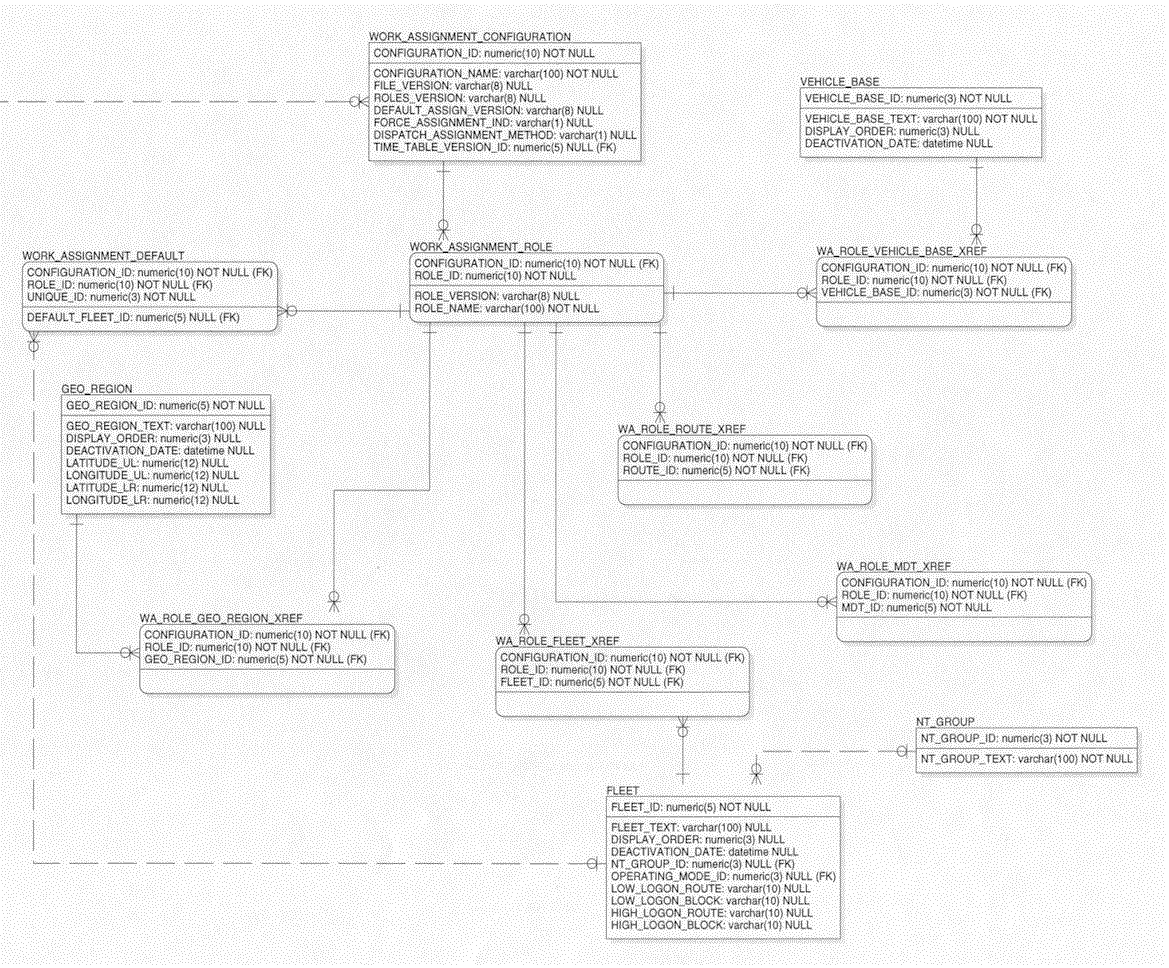 WORK_ASSIGNMENT_CONFIGURATION
CONFIGURATION_ID: numeric(10) NOT NULL
CONFIGURATION_NAME: varchar(100) NOT NULL
FILE_VERSION: varchar(8) NULL
ROLES_VERSION: varchar(8) NULL
DEFAULT_ASSIGN_VERSION: varchar(8) NULL
FORCE_ASSIGNMENT_IND: varchar(1) NULL
DISPATCH_ASSIGNMENT_METHOD: varchar(1) NULL
TIME_TABLE_VERSION_ID: numeric(5) NULL (FK)
VEHICLE_BASE
VEHICLE_BASE_ID: numeric(3) NOT NULL
VEHICLE_BASE_TEXT: varchar(100) NOT NULL
DISPLAY_ORDER: numeric(3) NULL
DEACTIVATION_DATE: datetime NULL
WORK_ASSIGNMENT_DEFAULT
CONFIGURATION_ID: numeric(10) NOT NULL (FK)
ROLE_ID: numeric(10) NOT NULL (FK)
UNIQUE_ID: numeric(3) NOT NULL
DEFAULT_FLEET_ID: numeric(5) NULL (FK)
WORK_ASSIGNMENT_ROLE
CONFIGURATION_ID: numeric(10) NOT NULL (FK)
ROLE_ID: numeric(10) NOT NULL
ROLE_VERSION: varchar(8) NULL
ROLE_NAME: varchar(100) NOT NULL
WA_ROLE_VEHICLE_BASE_XREF
CONFIGURATION_ID: numeric(10) NOT NULL (FK)
ROLE_ID: numeric(10) NOT NULL (FK)
VEHICLE_BASE_ID: numeric(3) NOT NULL (FK)
GEO_REGION
GEO_REGION_ID: numeric(5) NOT NULL
GEO_REGION_TEXT: varchar(100) NULL
DISPLAY_ORDER: numeric(3) NULL
DEACTIVATION_DATE: datetime NULL
LATITUDE_UL: numeric(12) NULL
LONGITUDE_UL: numeric(12) NULL
LATITUDE_LR: numeric(12) NULL
LONGITUDE_LR: numeric(12) NULL
WA_ROLE_ROUTE_XREF
CONFIGURATION_ID: numeric(10) NOT NULL (FK)
ROLE_ID: numeric(10) NOT NULL (FK)
ROUTE_ID: numeric(5) NOT NULL (FK)
WA_ROLE_MDT_XREF
CONFIGURATION_ID: numeric(10) NOT NULL (FK)
ROLE_ID: numeric(10) NOT NULL (FK)
MDT_ID: numeric(5) NOT NULL
WA_ROLE_GEO_REGION_XREF
CONFIGURATION_ID: numeric(10) NOT NULL (FK)
ROLE_ID: numeric(10) NOT NULL (FK)
GEO_REGION_ID: numeric(5) NOT NULL (FK)
WA_ROLE_FLEET_XREF
CONFIGURATION_ID: numeric(10) NOT NULL (FK)
ROLE_ID: numeric(10) NOT NULL (FK)
FLEET_ID: numeric(5) NOT NULL (FK)
NT_GROUP
NT_GROUP_ID: numeric(3) NOT NULL
NT_GROUP_TEXT: varchar(100) NOT NULL
FLEET
FLEET_ID: numeric(5) NOT NULL
FLEET_TEXT: varchar(100) NULL
DISPLAY_ORDER: numeric(3) NULL
DEACTIVATION_DATE: datetime NULL
NT_GROUP_ID: numeric(3) NULL (FK)
OPERATING_MODE_ID: numeric(3) NULL (FK)
LOW_LOGON_ROUTE: varchar(10) NULL
LOW_LOGON_BLOCK: varchar(10) NULL
HIGH_LOGON_ROUTE: varchar(10) NULL
HIGH_LOGON_BLOCK: varchar(10) NULL